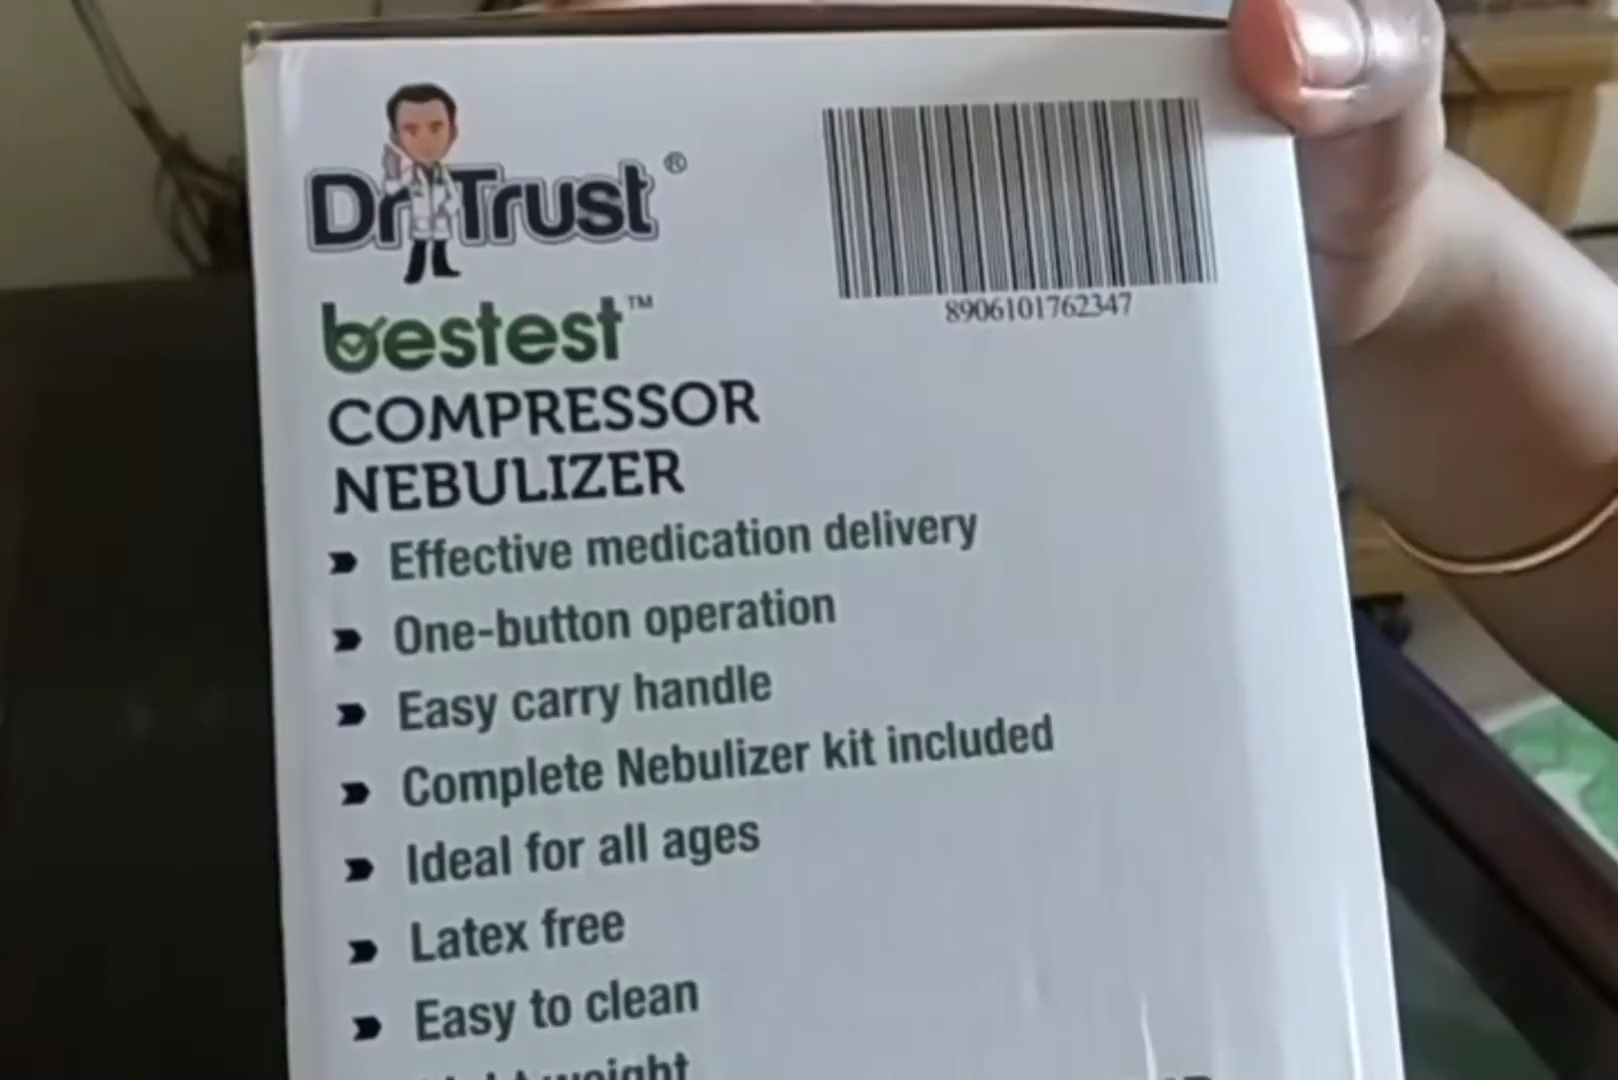 Dr Trust ®
8906101762347
bestest™
COMPRESSOR
NEBULIZER
Effective medication delivery
One-button operation
Easy carry handle
Complete Nebulizer kit included
Ideal for all ages
Latex free
Easy to clean